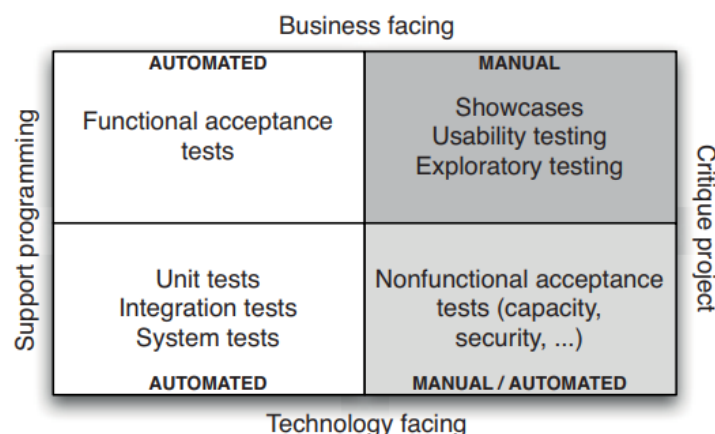 Business facing
AUTOMATED
MANUAL
Functional acceptance
tests
Showcases
Usability testing
Exploratory testing
Support programming
Critique project
Unit tests
Integration tests
System tests
Nonfunctional acceptance
tests (capacity,
security, ...)
AUTOMATED
MANUAL / AUTOMATED
Technology facing